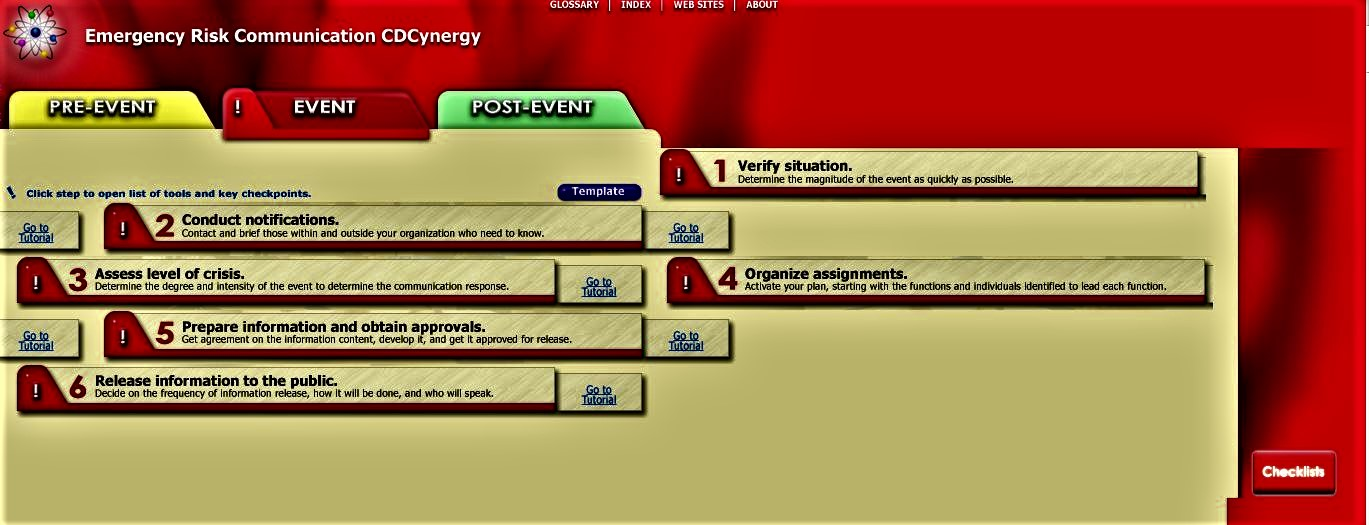 GLOSSARY | INDEX | WEB SITES | ABOUT
Emergency Risk Communication CDCynergy
PRE-EVENT
! EVENT
POST-EVENT
! 1 Verify situation.
Determine the magnitude of the event as quickly as possible.
! Click step to open list of tools and key checkpoints.
Template
Go to
Tutorial
! 2 Conduct notifications.
Contact and brief those within and outside your organization who need to know.
Go to
Tutorial
! 3 Assess level of crisis.
Determine the degree and intensity of the event to determine the communication response.
Go to
Tutorial
! 4 Organize assignments.
Activate your plan, starting with the functions and individuals identified to lead each function.
Go to
Tutorial
! 5 Prepare information and obtain approvals.
Get agreement on the information content, develop it, and get it approved for release.
Go to
Tutorial
! 6 Release information to the public.
Decide on the frequency of information release, how it will be done, and who will speak.
Go to
Tutorial
Checklists